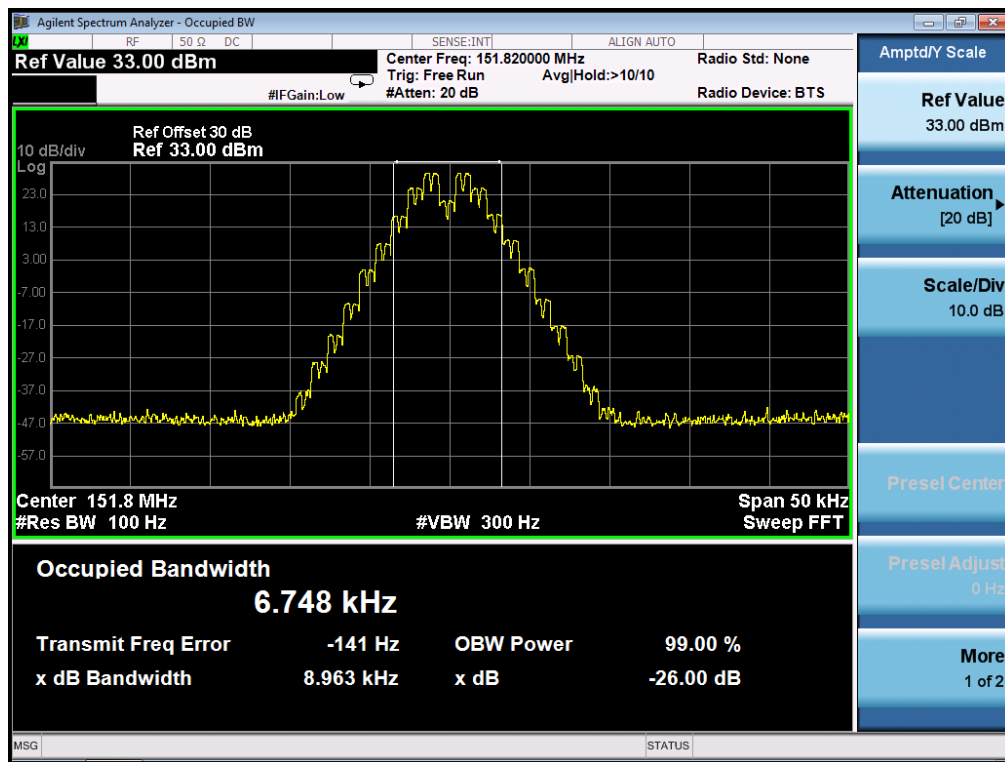 Agilent Spectrum Analyzer - Occupied BW
LXI RF 50 Ω DC SENSE:INT ALIGN AUTO
Ref Value 33.00 dBm
Center Freq: 151.820000 MHz
Radio Std: None
Trig: Free Run Avg|Hold:>10/10
#IFGain:Low
#Atten: 20 dB
Radio Device: BTS
Ref Offset 30 dB
10 dB/div Ref 33.00 dBm
Log
23.0
13.0
3.00
-7.00
-17.0
-27.0
-37.0
-47.0
-57.0
Center 151.8 MHz
Span 50 kHz
#Res BW 100 Hz
#VBW 300 Hz
Sweep FFT
Occupied Bandwidth
6.748 kHz
Transmit Freq Error -141 Hz OBW Power 99.00 %
x dB Bandwidth 8.963 kHz x dB -26.00 dB
MSG
STATUS
Amptd/Y Scale
Ref Value
33.00 dBm
Attenuation
[20 dB]
Scale/Div
10.0 dB
Presel Center
Presel Adjust
0 Hz
More
1 of 2